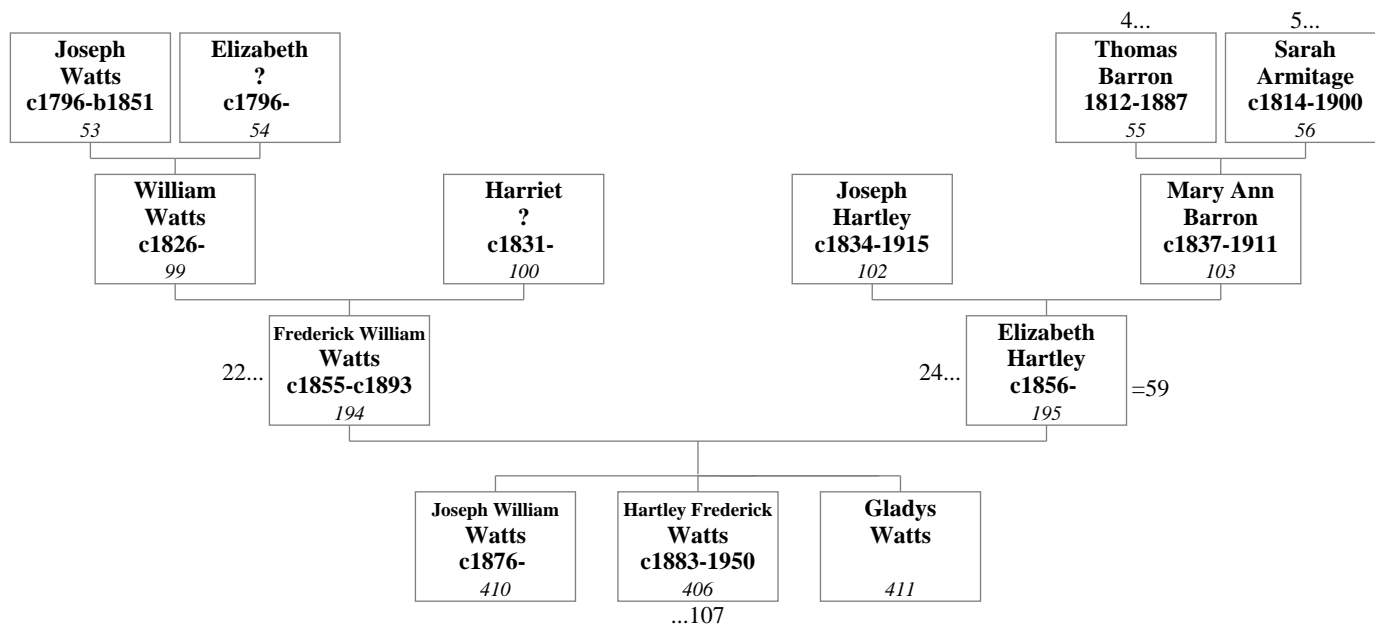 4...
5...
Joseph
Watts
c1796-b1851
53
Elizabeth
?
c1796-
54
Thomas
Barron
1812-1887
55
Sarah
Armitage
c1814-1900
56
William
Watts
c1826-
99
Harriet
?
c1831-
100
Joseph
Hartley
c1834-1915
102
Mary Ann
Barron
c1837-1911
103
22...
Frederick William
Watts
c1855-c1893
194
24...
Elizabeth
Hartley
c1856-
195
=59
Joseph William
Watts
c1876-
410
Hartley Frederick
Watts
c1883-1950
406
...107
Gladys
Watts
411